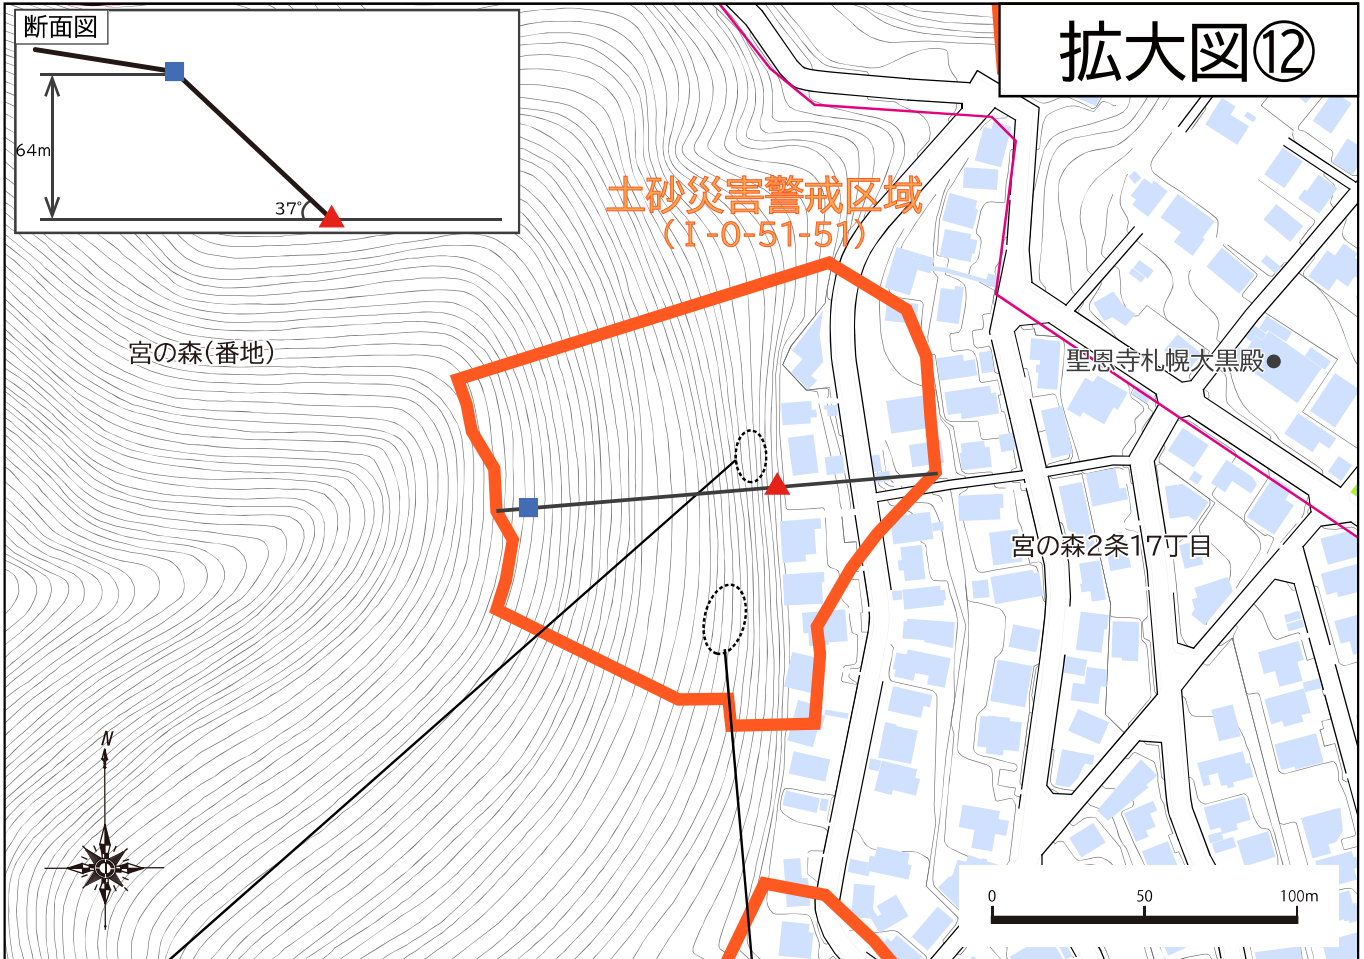 断面図
拡大図⑫
64m
37°
土砂災害警戒区域
（Ⅰ-0-51-51）
宮の森（番地）
聖恩寺札幌大黒殿
宮の森2条17丁目
N
0 50 100m